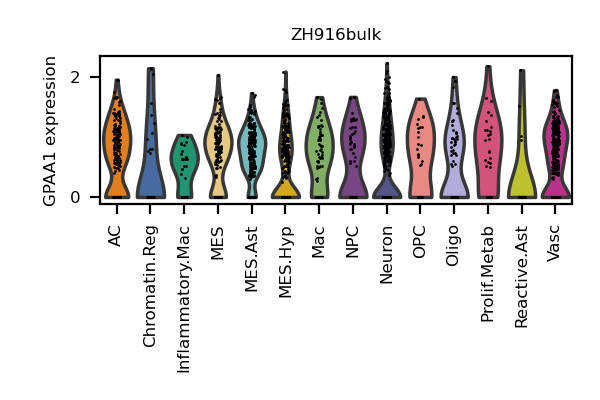 ZH916bulk
GPAA1 expression
2
0
AC
Chromatin.Reg
Inflammatory.Mac
MES
MES.Ast
MES.Hyp
Mac
NPC
Neuron
OPC
Oligo
Prolif.Metab
Reactive.Ast
Vasc